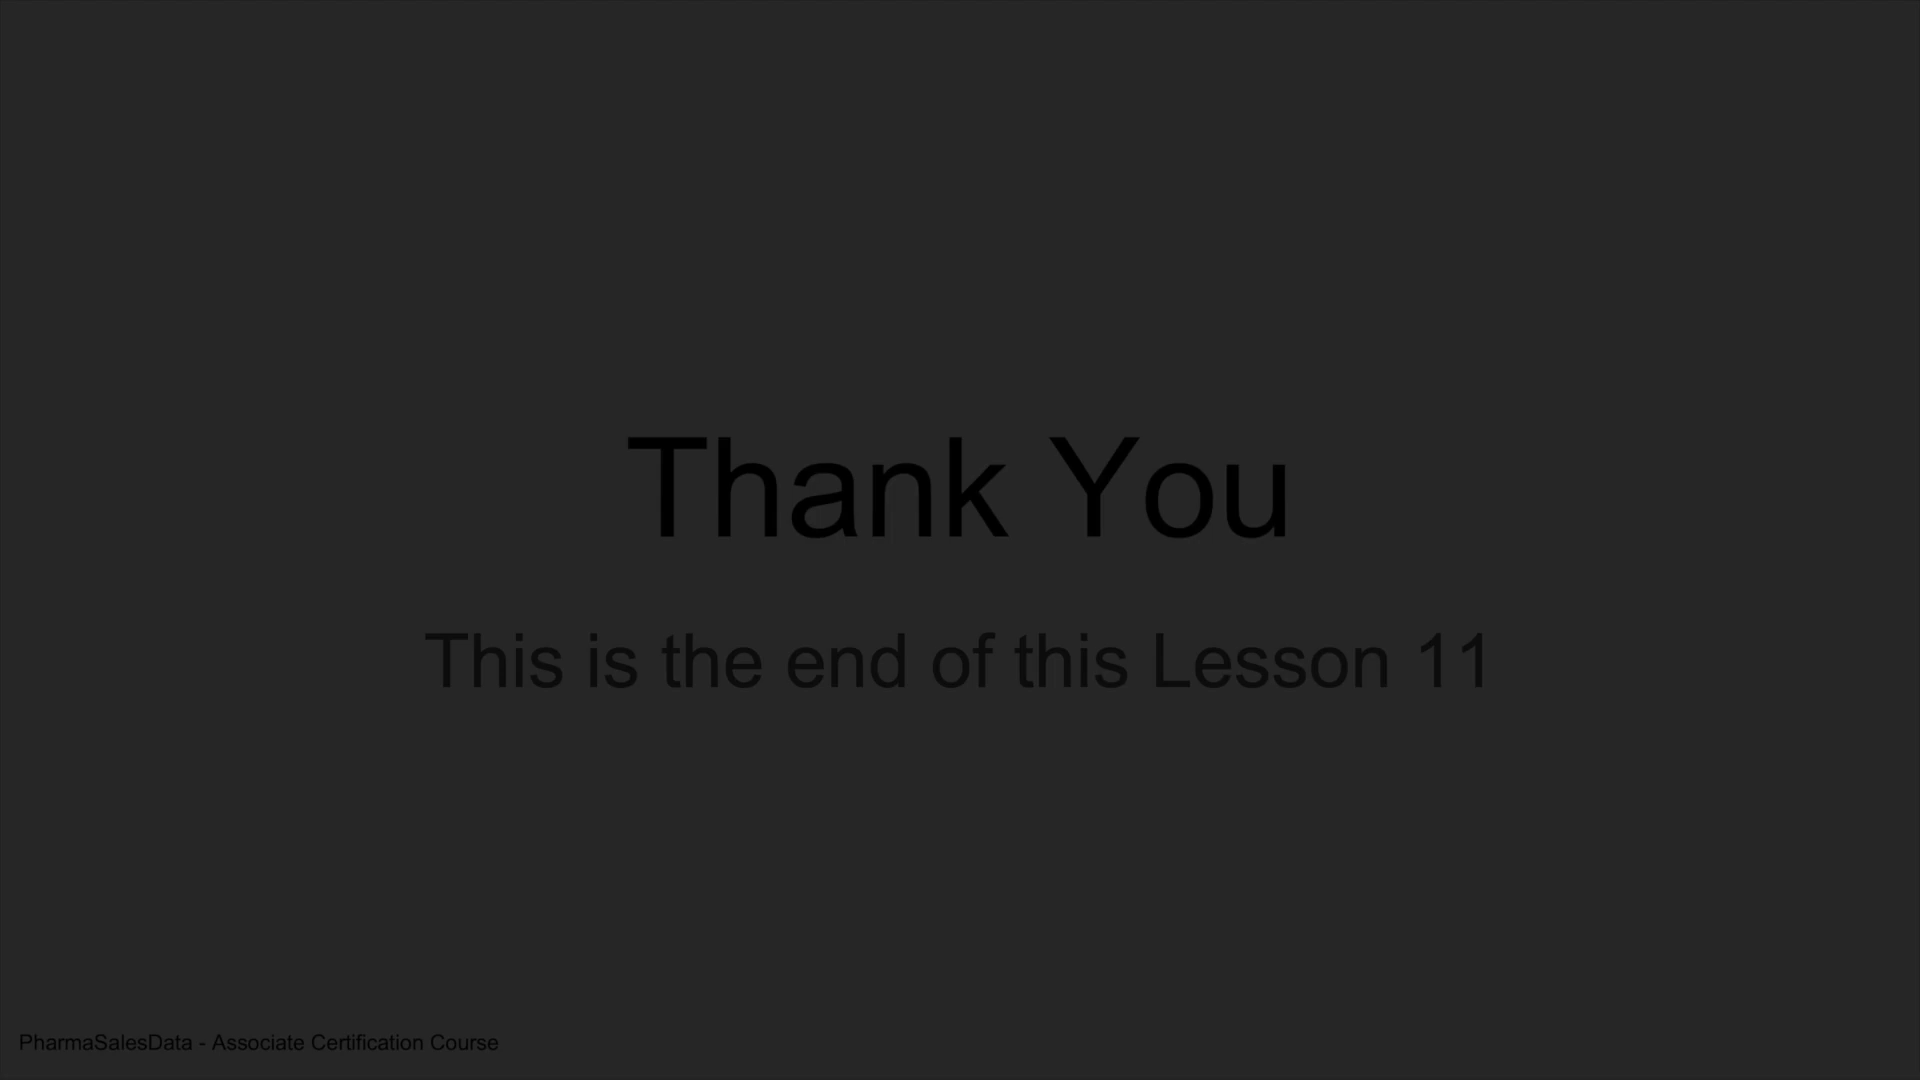 Thank You
This is the end of this Lesson 11
PharmaSalesData - Associate Certification Course